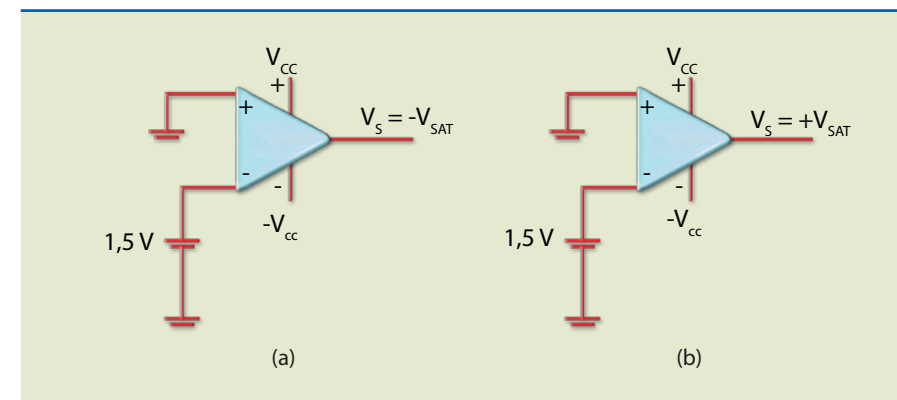 V_CC
+
+
V_S = -V_SAT
-
-
-V_cc
1,5 V
(a)
V_CC
+
+
V_S = +V_SAT
-
-
-V_cc
1,5 V
(b)